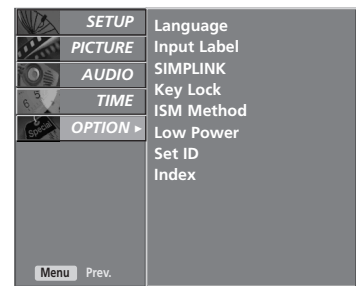 SETUP
PICTURE
AUDIO
TIME
OPTION ▸
Language
Input Label
SIMPLINK
Key Lock
ISM Method
Low Power
Set ID
Index
Menu Prev.